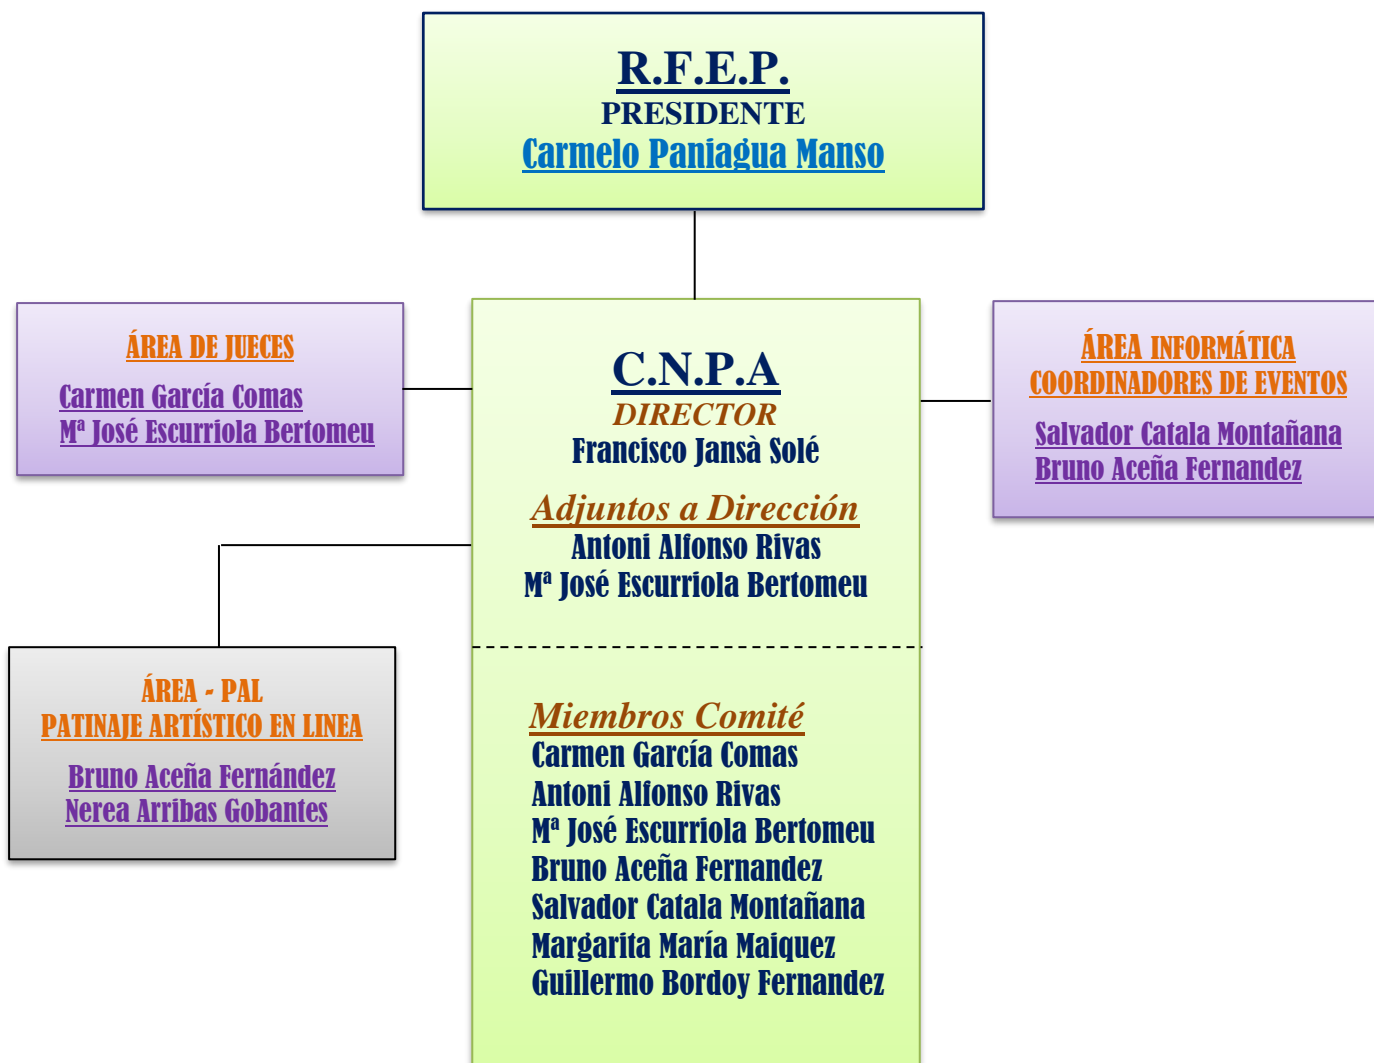 R.F.E.P.
PRESIDENTE
Carmelo Paniagua Manso
ÁREA DE JUECES
Carmen García Comas
Mª José Escurriola Bertomeu
C.N.P.A
DIRECTOR
Francisco Jansà Solé
Adjuntos a Dirección
Antoni Alfonso Rivas
Mª José Escurriola Bertomeu
ÁREA INFORMÁTICA
COORDINADORES DE EVENTOS
Salvador Catala Montañana
Bruno Aceña Fernandez
ÁREA - PAL
PATINAJE ARTÍSTICO EN LINEA
Bruno Aceña Fernández
Nerea Arribas Gobantes
Miembros Comité
Carmen García Comas
Antoni Alfonso Rivas
Mª José Escurriola Bertomeu
Bruno Aceña Fernandez
Salvador Catala Montañana
Margarita María Maiquez
Guillermo Bordoy Fernandez